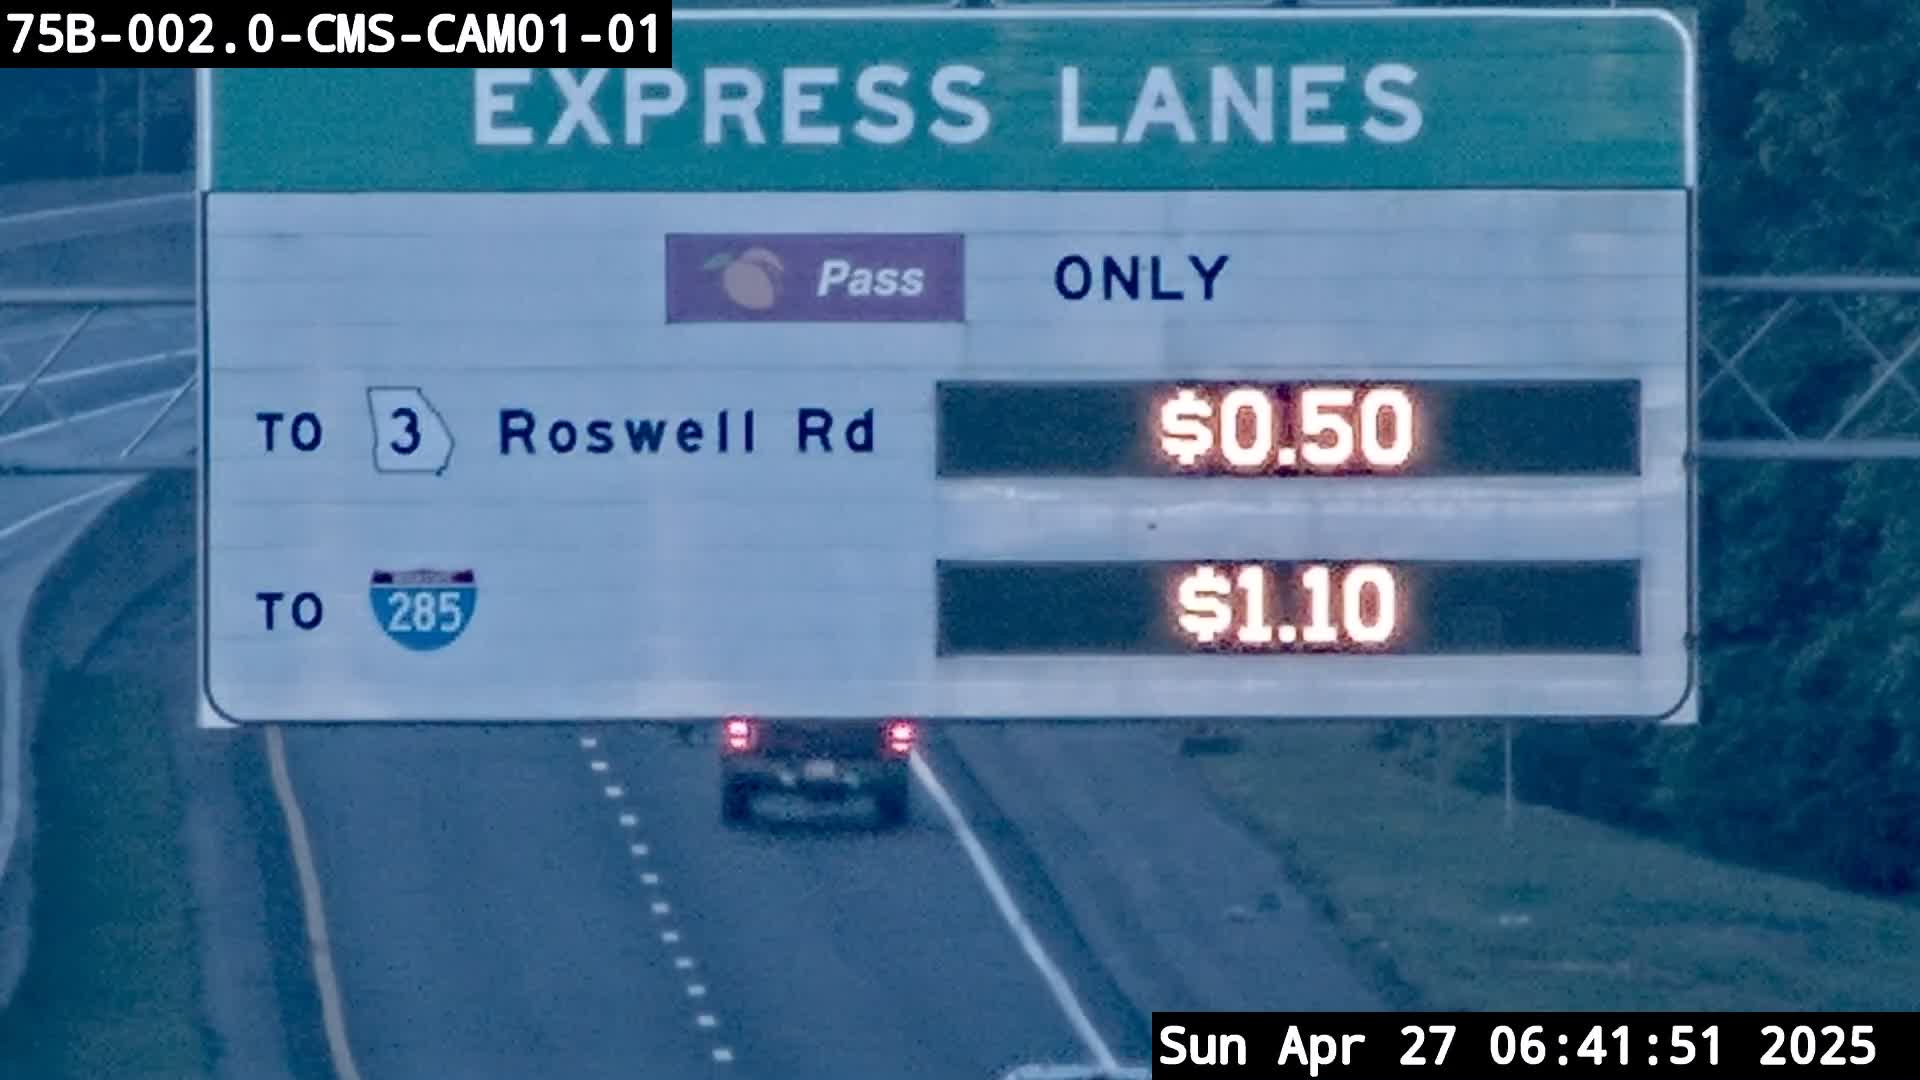 75B-002.0-CMS-CAM01-01
EXPRESS LANES
Pass ONLY
TO 3 Roswell Rd $0.50
TO 285 $1.10
Sun Apr 27 06:41:51 2025